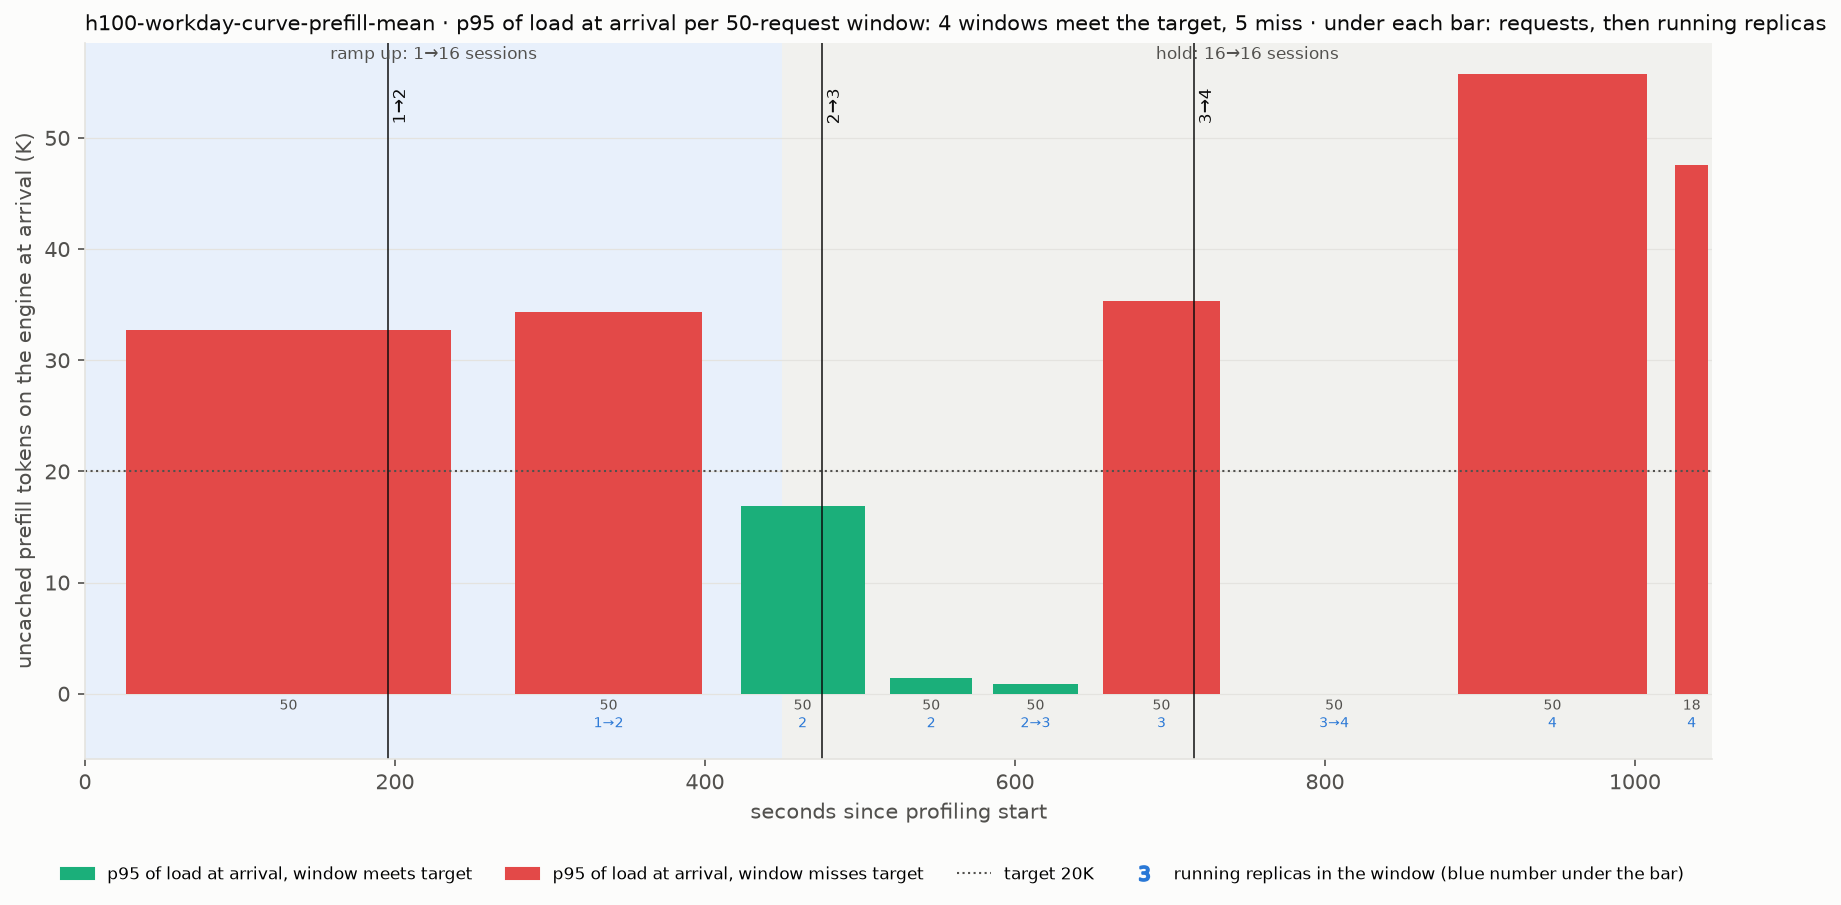 h100-workday-curve-prefill-mean · p95 of load at arrival per 50-request window: 4 windows meet the target, 5 miss · under each bar: requests, then running replicas
ramp up: 1→16 sessions
hold: 16→16 sessions
1→2
2→3
3→4
uncached prefill tokens on the engine at arrival (K)
50
40
30
20
10
0
50 50 50 50 50 50 50 50 18
1→2 2 2 2→3 3 3→4 4 4
0 200 400 600 800 1000
seconds since profiling start
p95 of load at arrival, window meets target
p95 of load at arrival, window misses target
target 20K
3 running replicas in the window (blue number under the bar)